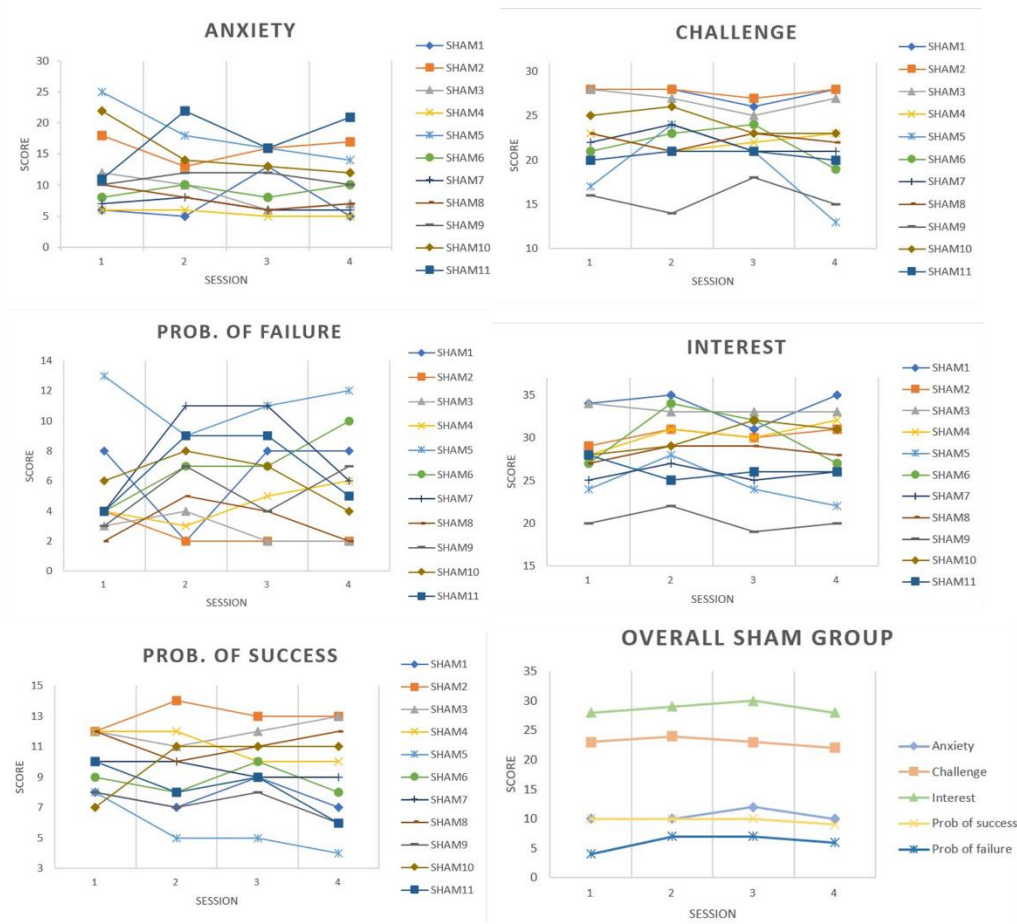 ANXIETY
30
25
20
15
10
5
0
SCORE
1 2 3 4
SESSION
SHAM1
SHAM2
SHAM3
SHAM4
SHAM5
SHAM6
SHAM7
SHAM8
SHAM9
SHAM10
SHAM11
CHALLENGE
30
25
20
15
10
SCORE
1 2 3 4
SESSION
SHAM1
SHAM2
SHAM3
SHAM4
SHAM5
SHAM6
SHAM7
SHAM8
SHAM9
SHAM10
SHAM11
PROB. OF FAILURE
14
12
10
8
6
4
2
0
SCORE
1 2 3 4
SESSION
SHAM1
SHAM2
SHAM3
SHAM4
SHAM5
SHAM6
SHAM7
SHAM8
SHAM9
SHAM10
SHAM11
INTEREST
35
30
25
20
15
SCORE
1 2 3 4
SESSION
SHAM1
SHAM2
SHAM3
SHAM4
SHAM5
SHAM6
SHAM7
SHAM8
SHAM9
SHAM10
SHAM11
PROB. OF SUCCESS
15
13
11
9
7
5
3
SCORE
1 2 3 4
SESSION
SHAM1
SHAM2
SHAM3
SHAM4
SHAM5
SHAM6
SHAM7
SHAM8
SHAM9
SHAM10
SHAM11
OVERALL SHAM GROUP
35
30
25
20
15
10
5
0
SCORE
1 2 3 4
SESSION
Anxiety
Challenge
Interest
Prob of success
Prob of failure